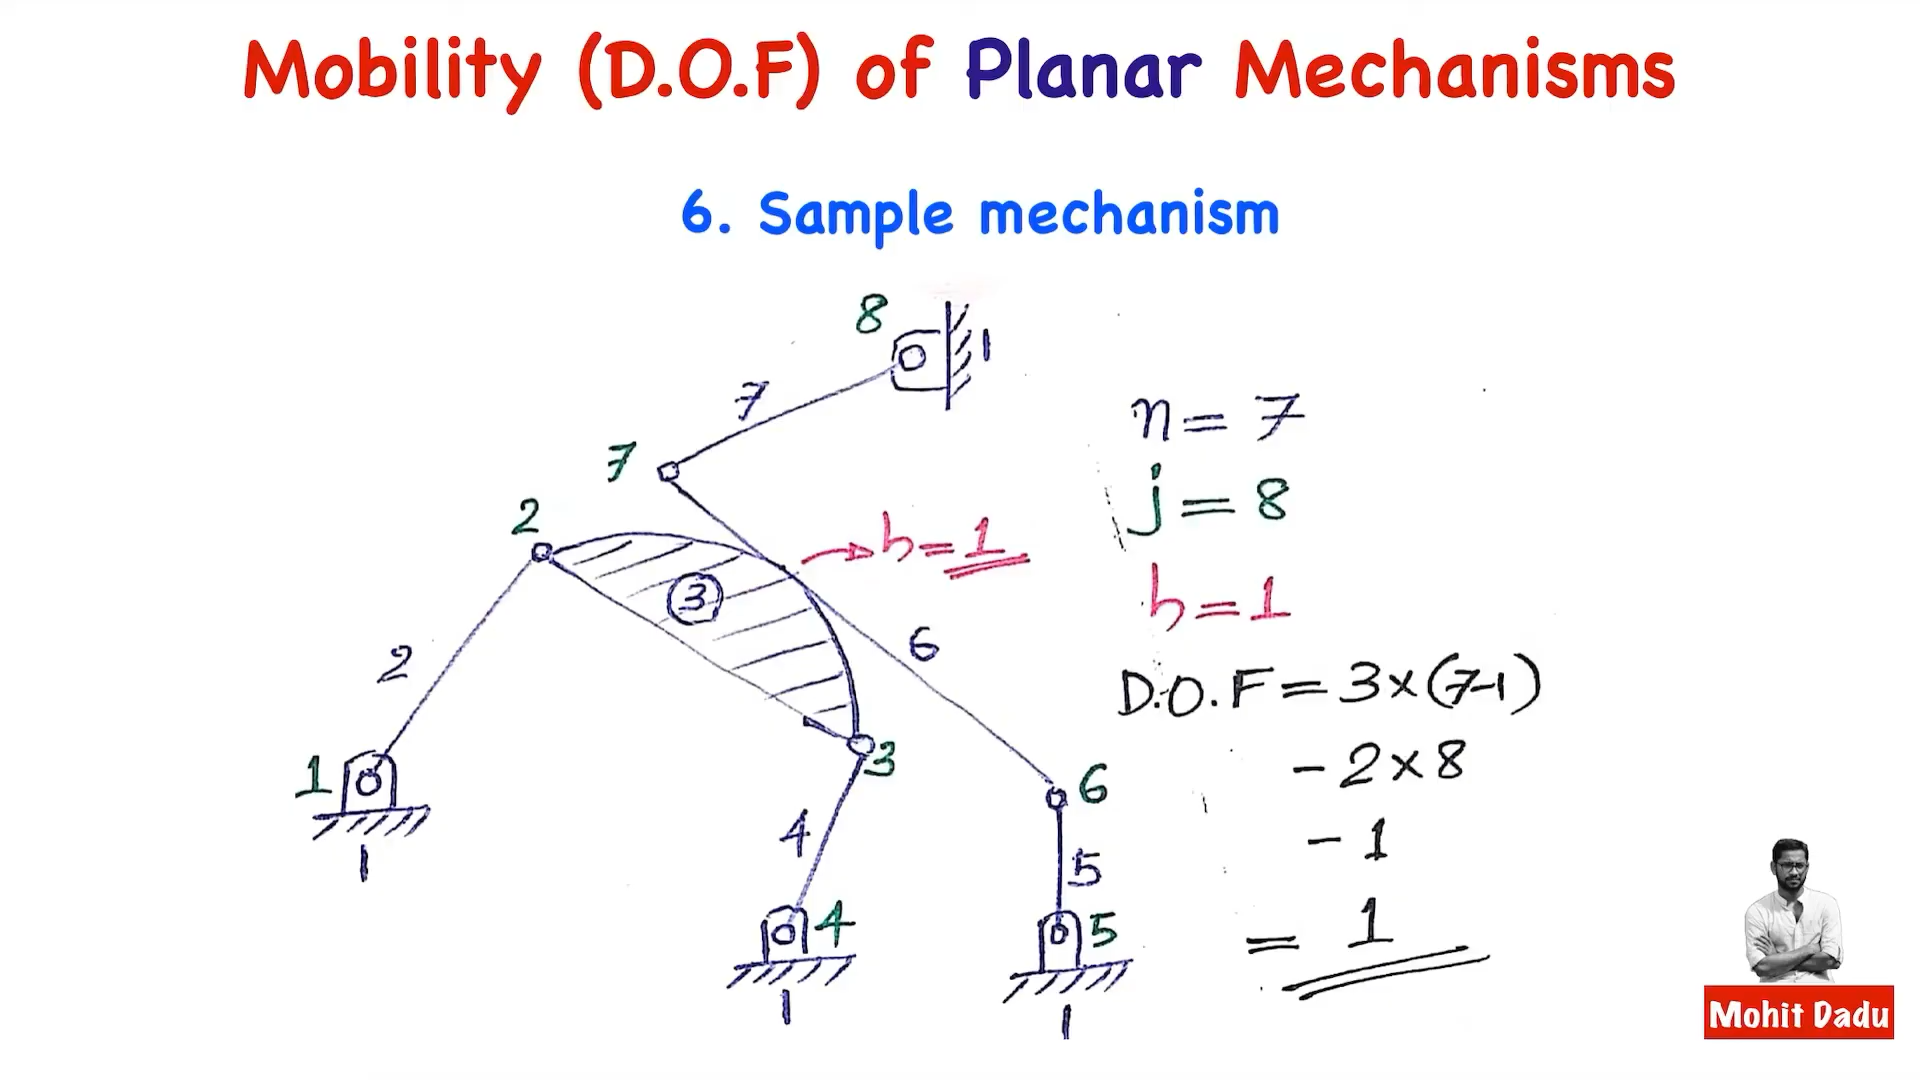 Mobility (D.O.F) of Planar Mechanisms
6. Sample mechanism
8
1
7
7
n = 7
j = 8
2
h = 1
3
h = 1
6
2
D.O.F = 3 x (7-1)
3
- 2 x 8
1
6
4
- 1
1
5
4
5
= 1
1
1
Mohit Dadu